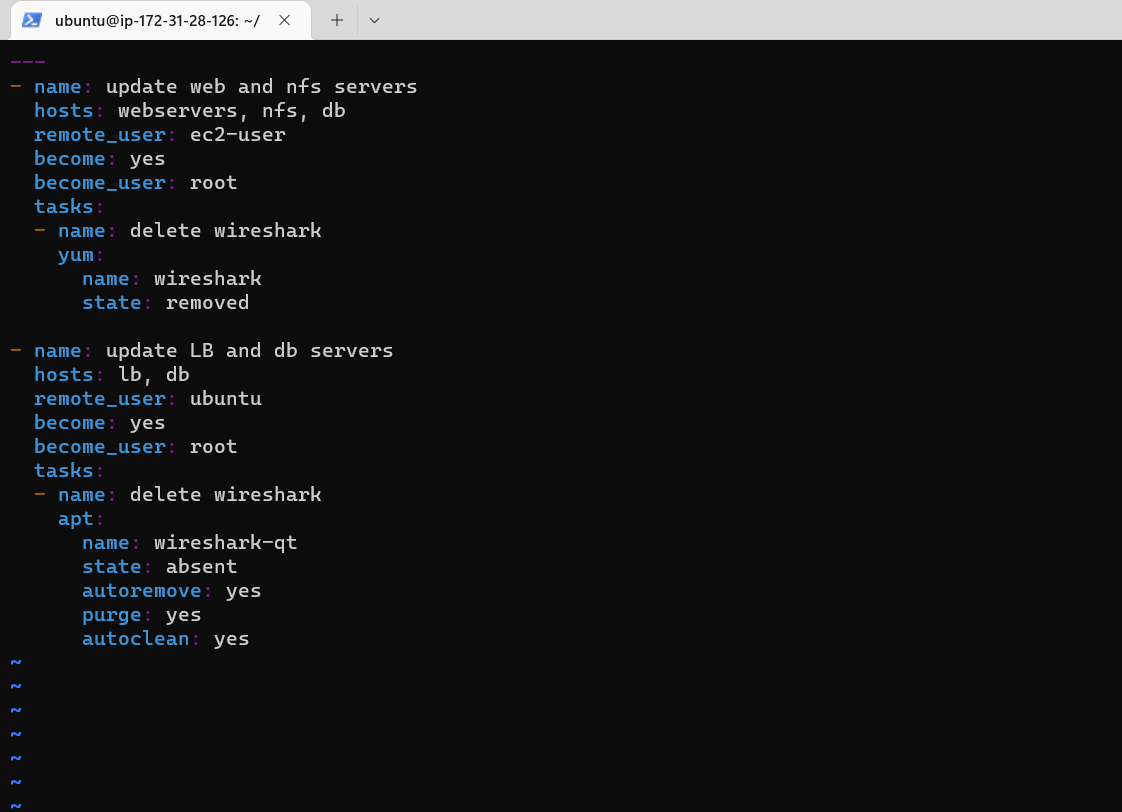 ubuntu@ip-172-31-28-126: ~/
---
- name: update web and nfs servers
  hosts: webservers, nfs, db
  remote_user: ec2-user
  become: yes
  become_user: root
  tasks:
  - name: delete wireshark
    yum:
      name: wireshark
      state: removed

- name: update LB and db servers
  hosts: lb, db
  remote_user: ubuntu
  become: yes
  become_user: root
  tasks:
  - name: delete wireshark
    apt:
      name: wireshark-qt
      state: absent
      autoremove: yes
      purge: yes
      autoclean: yes
~
~
~
~
~
~
~